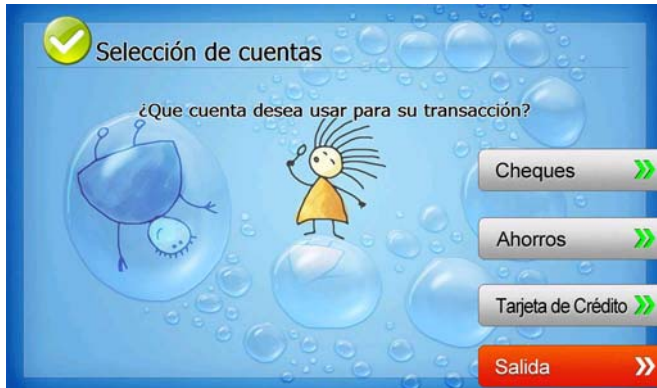 Selección de cuentas
¿Que cuenta desea usar para su transacción?
Cheques
Ahorros
Tarjeta de Crédito
Salida